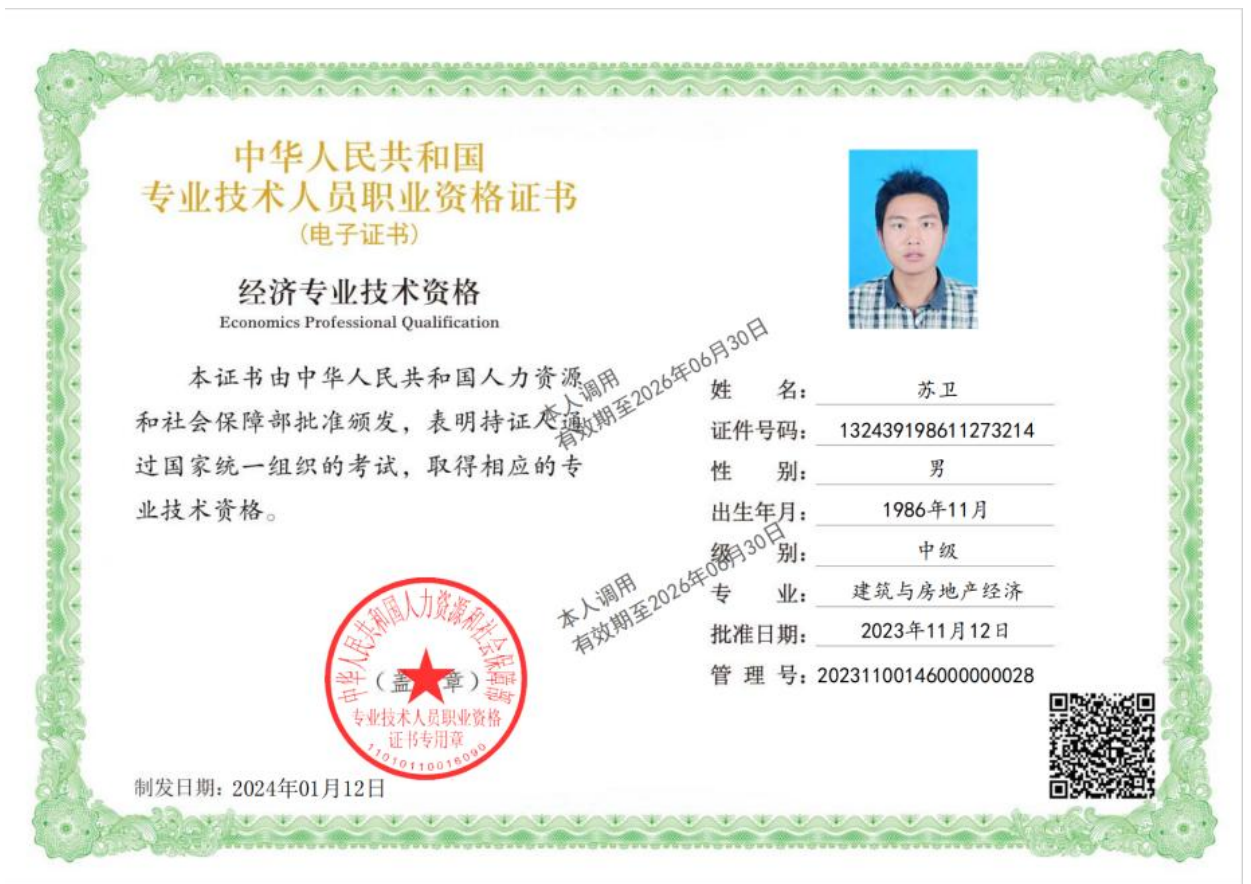 中华人民共和国
专业技术人员职业资格证书
(电子证书)
经济专业技术资格
Economics Professional Qualification
本证书由中华人民共和国人力资源
和社会保障部批准颁发，表明持证人通
过国家统一组织的考试，取得相应的专
业技术资格。
中华人民共和国人力资源和社会保障部
(盖章)
专业技术人员职业资格
证书专用章
11010110016090
制发日期：2024年01月12日
本人调用
有效期至2026年06月30日
本人调用
有效期至2026年06月30日
姓 名：苏卫
证件号码：132439198611273214
性 别：男
出生年月：1986年11月
级 别：中级
专 业：建筑与房地产经济
批准日期：2023年11月12日
管 理 号：20231100146000000028